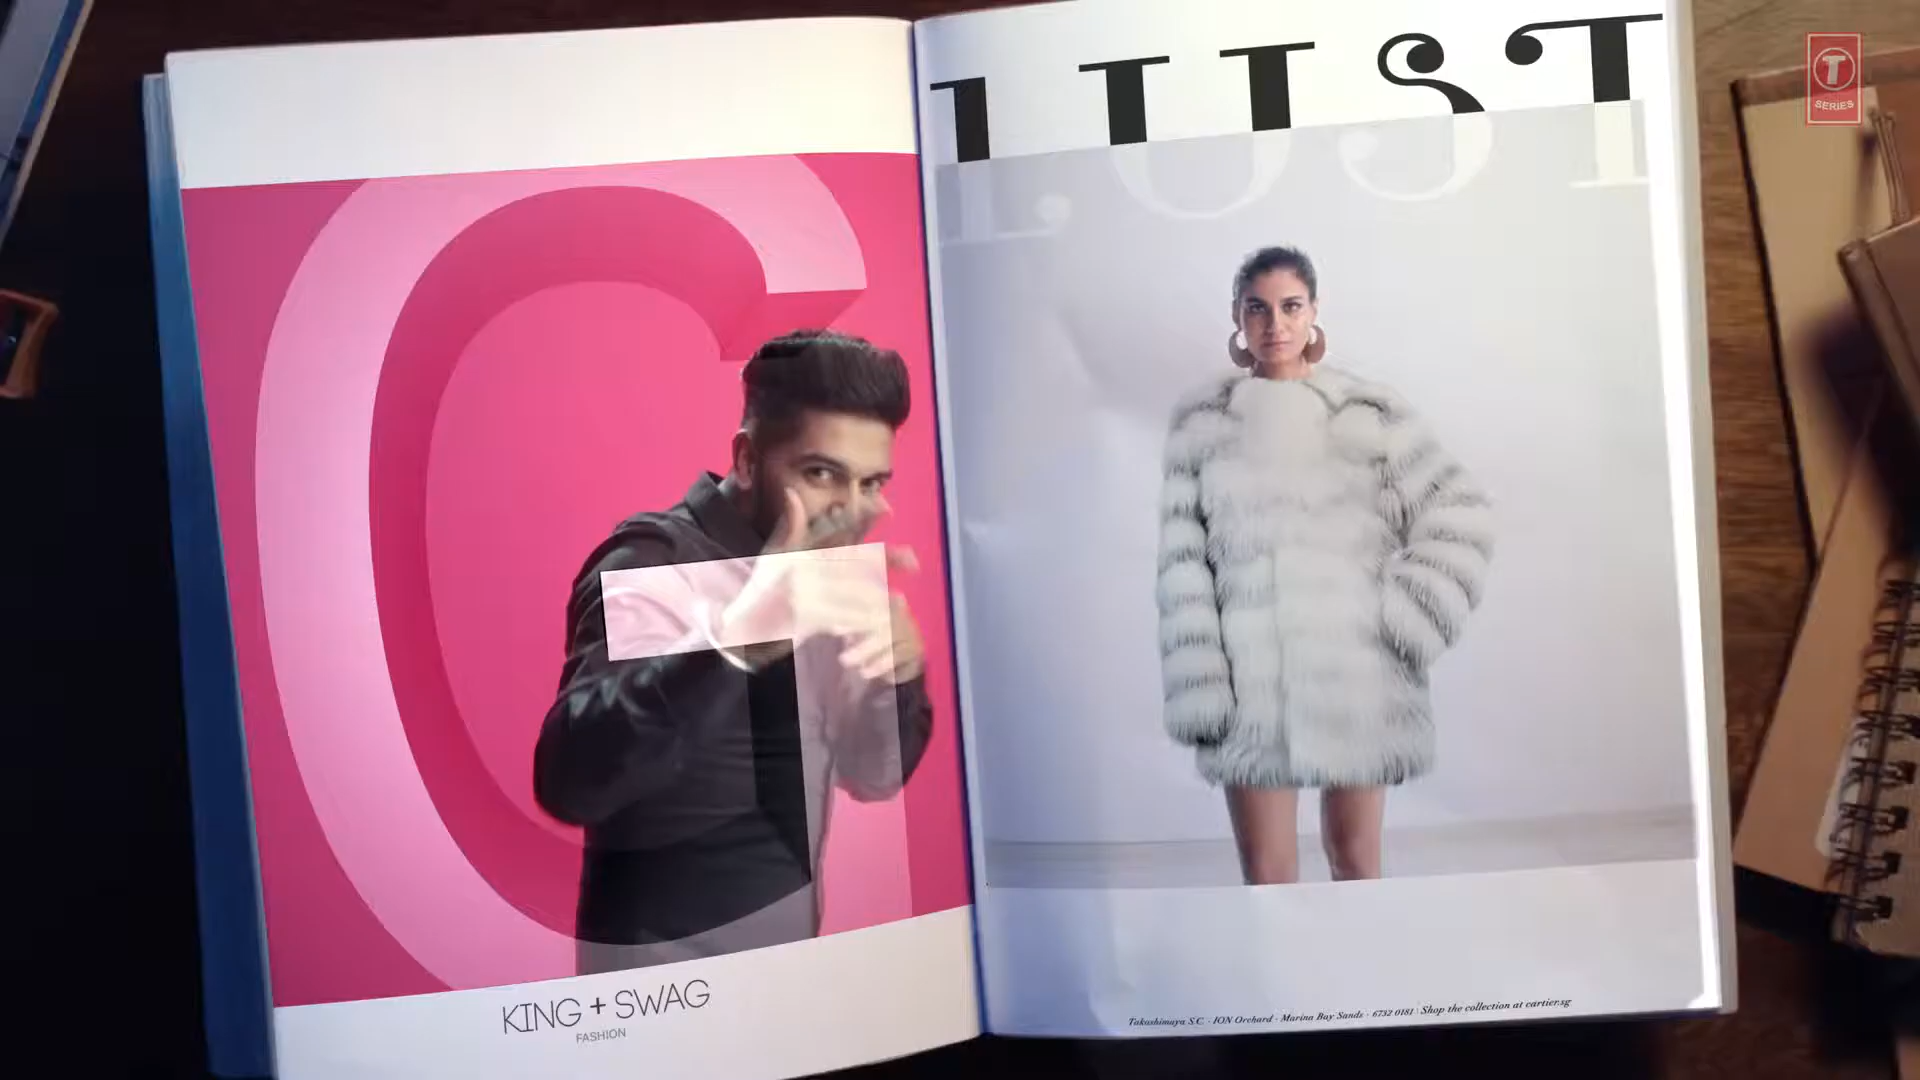 G
KING + SWAG
FASHION
LUST
Takashimaya S.C · ION Orchard · Marina Bay Sands · 6732 0181 | Shop the collection at cartier.sg
T
SERIES